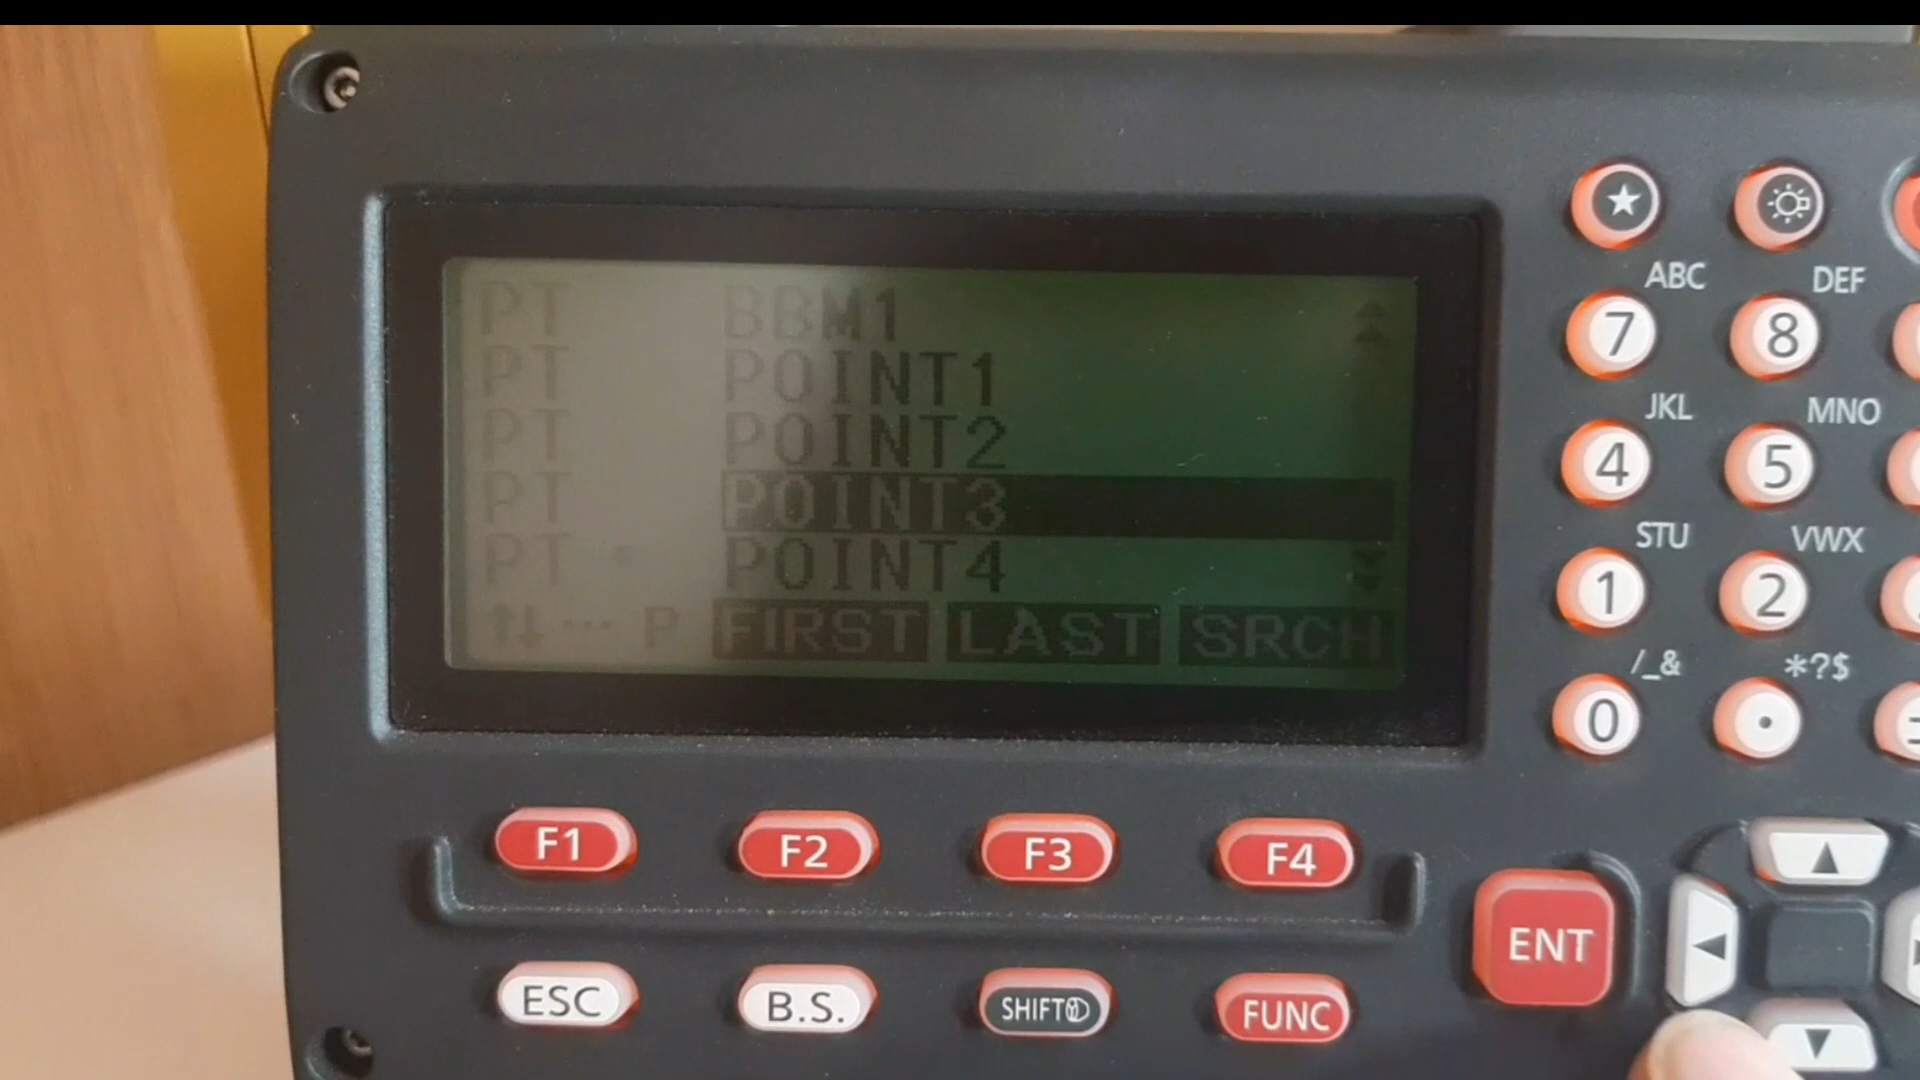 PT BBM1
PT POINT1
PT POINT2
PT POINT3
PT POINT4
↑↓ ··· P FIRST LAST SRCH
ABC DEF
7 8
JKL MNO
4 5
STU VWX
1 2
/_& *?$
0 .
F1 F2 F3 F4
ENT
ESC B.S. SHIFT FUNC